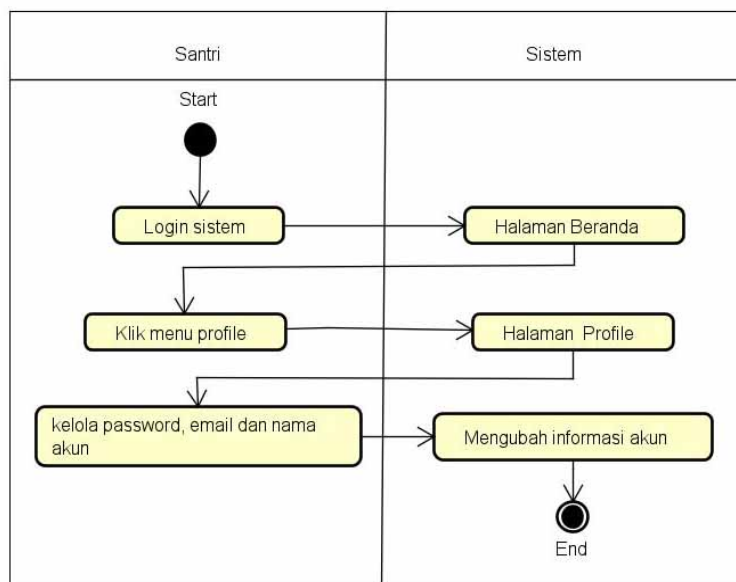 Santri
Sistem
Start
Login sistem
Halaman Beranda
Klik menu profile
Halaman Profile
kelola password, email dan nama
akun
Mengubah informasi akun
End